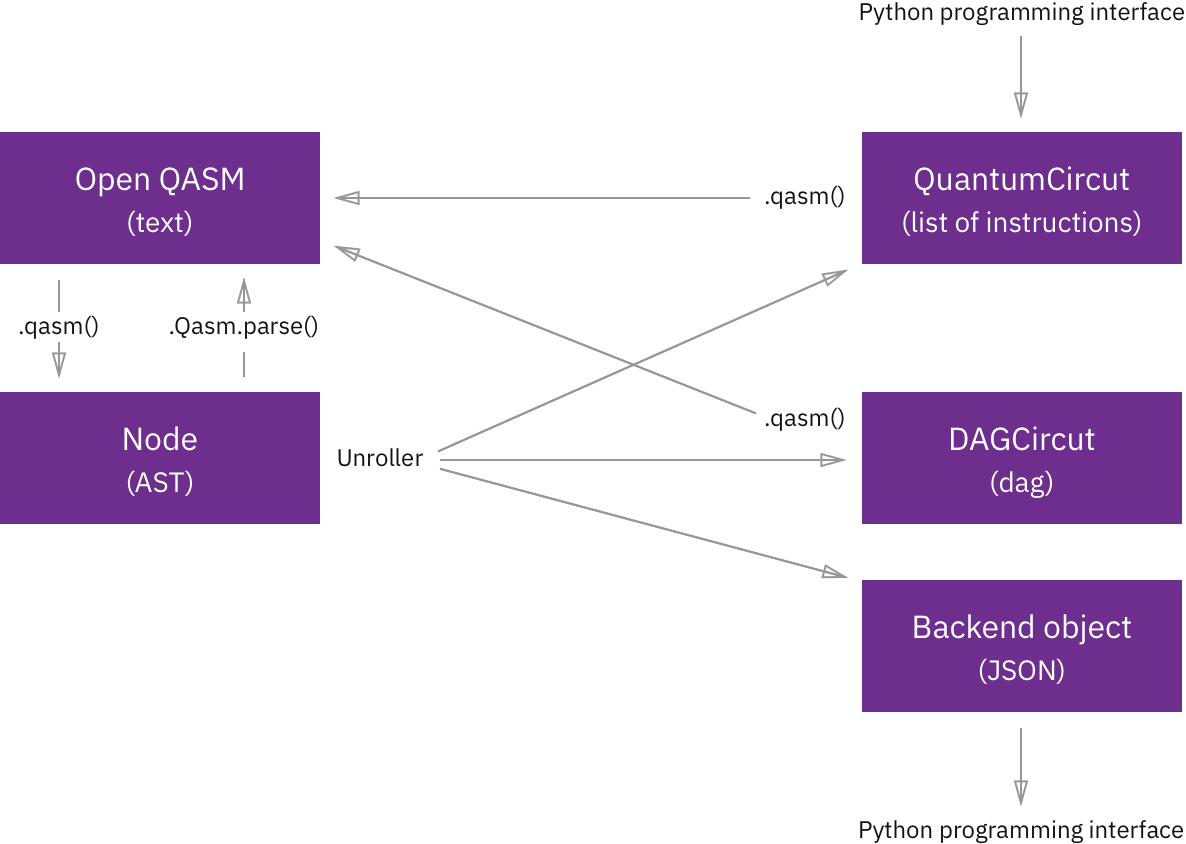 Python programming interface
Open QASM
(text)
.qasm()
QuantumCircut
(list of instructions)
.qasm()
.Qasm.parse()
.qasm()
Node
(AST)
Unroller
DAGCircut
(dag)
Backend object
(JSON)
Python programming interface